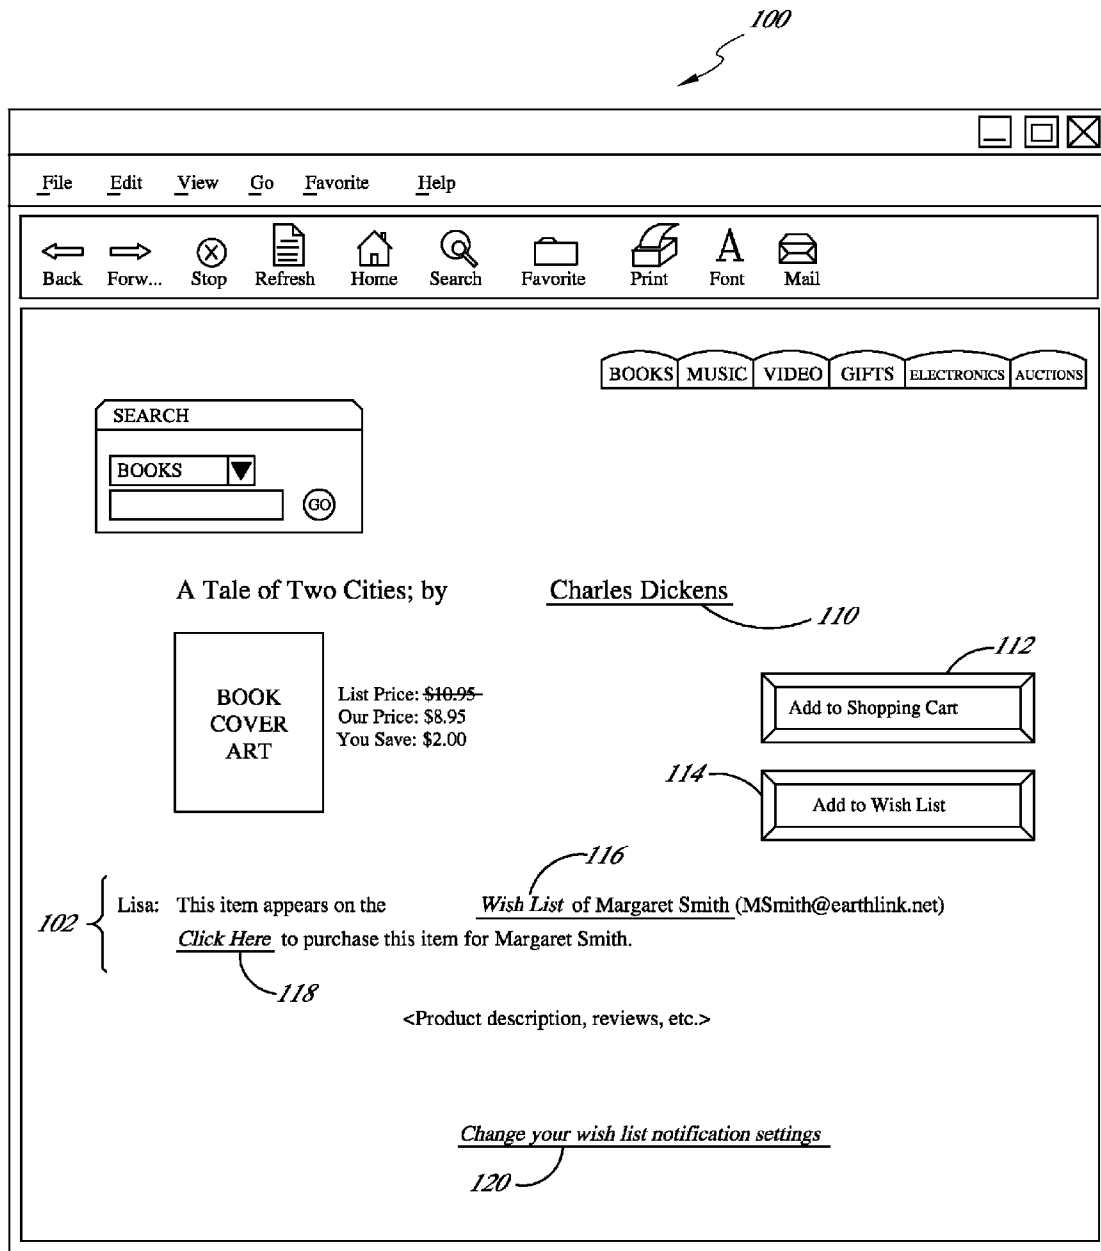 100
File Edit View Go Favorite Help
Back Forw... Stop Refresh Home Search Favorite Print Font Mail
BOOKS MUSIC VIDEO GIFTS ELECTRONICS AUCTIONS
SEARCH
BOOKS
GO
A Tale of Two Cities; by Charles Dickens
110
112
BOOK
COVER
ART
List Price: $10.95
Our Price: $8.95
You Save: $2.00
Add to Shopping Cart
114
Add to Wish List
116
102
Lisa: This item appears on the Wish List of Margaret Smith (MSmith@earthlink.net)
Click Here to purchase this item for Margaret Smith.
118
<Product description, reviews, etc.>
Change your wish list notification settings
120